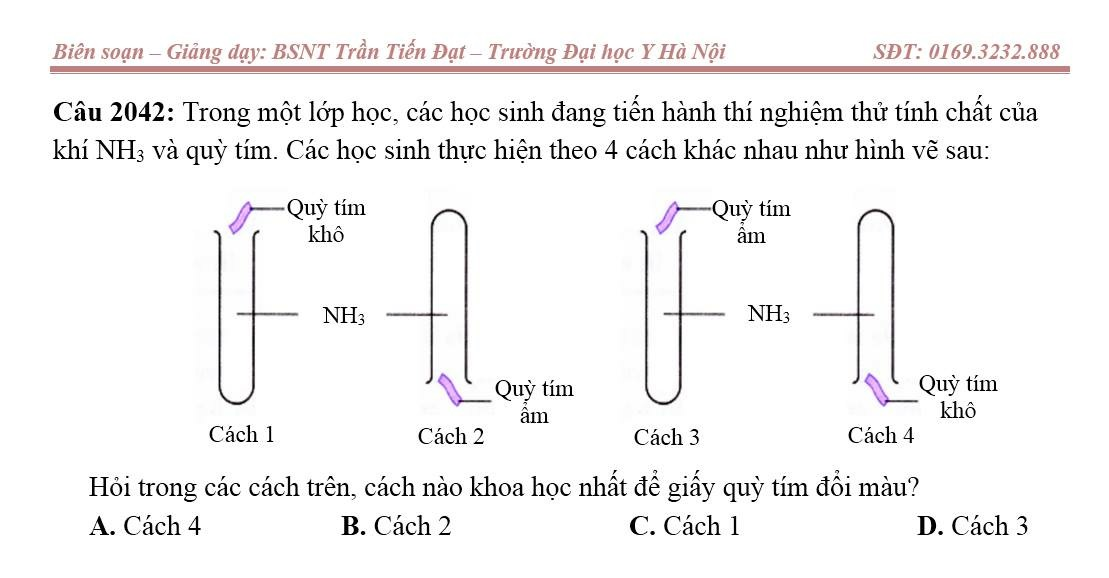 Biên soạn – Giảng dạy: BSNT Trần Tiến Đạt – Trường Đại học Y Hà Nội SĐT: 0169.3232.888
Câu 2042: Trong một lớp học, các học sinh đang tiến hành thí nghiệm thử tính chất của
khí NH₃ và quỳ tím. Các học sinh thực hiện theo 4 cách khác nhau như hình vẽ sau:
Quỳ tím
khô
NH₃
Cách 1
Quỳ tím
ẩm
Cách 2
Quỳ tím
ẩm
NH₃
Cách 3
Quỳ tím
khô
Cách 4
Hỏi trong các cách trên, cách nào khoa học nhất để giấy quỳ tím đổi màu?
A. Cách 4 B. Cách 2 C. Cách 1 D. Cách 3